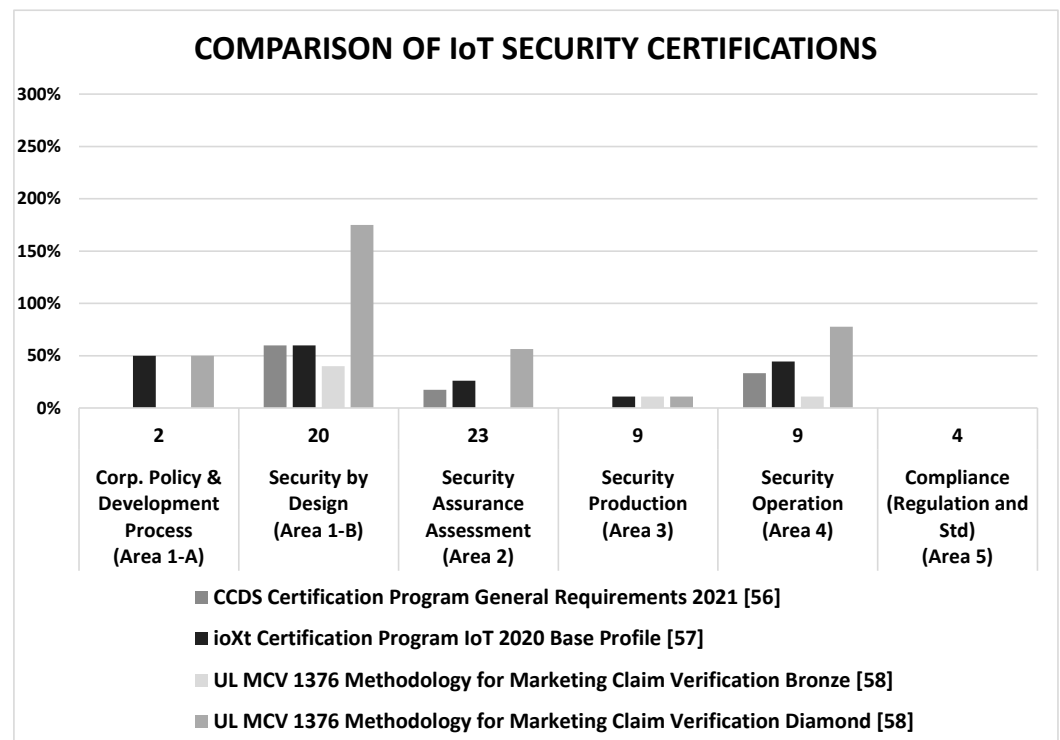 COMPARISON OF IoT SECURITY CERTIFICATIONS
300%
250%
200%
150%
100%
50%
0%
2
20
23
9
9
4
Corp. Policy &
Development
Process
(Area 1-A)
Security by
Design
(Area 1-B)
Security
Assurance
Assessment
(Area 2)
Security
Production
(Area 3)
Security
Operation
(Area 4)
Compliance
(Regulation and
Std)
(Area 5)
CCDS Certification Program General Requirements 2021 [56]
ioXt Certification Program IoT 2020 Base Profile [57]
UL MCV 1376 Methodology for Marketing Claim Verification Bronze [58]
UL MCV 1376 Methodology for Marketing Claim Verification Diamond [58]